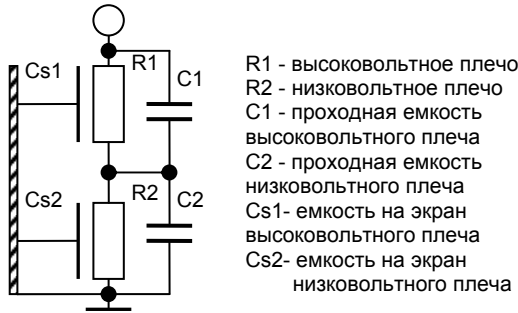 Cs1
R1
C1
Cs2
R2
C2
R1 - высоковольтное плечо
R2 - низковольтное плечо
C1 - проходная емкость
высоковольтного плеча
C2 - проходная емкость
низковольтного плеча
Cs1- емкость на экран
высоковольтного плеча
Cs2- емкость на экран
низковольтного плеча